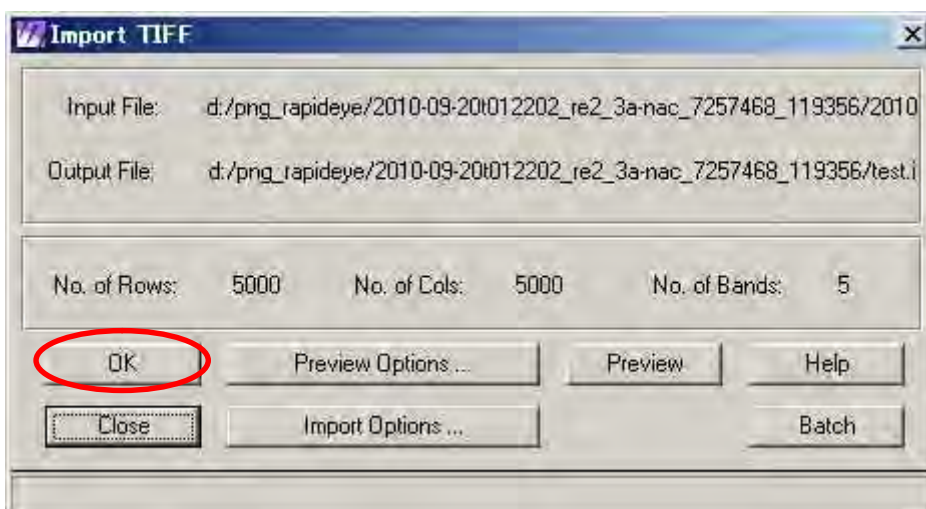 Import TIFF
Input File: d:/png_rapideye/2010-09-20t012202_re2_3a-nac_7257468_119356/2010
Output File: d:/png_rapideye/2010-09-20t012202_re2_3a-nac_7257468_119356/test.i
No. of Rows: 5000 No. of Cols: 5000 No. of Bands: 5
OK Preview Options ... Preview Help
Close Import Options ... Batch